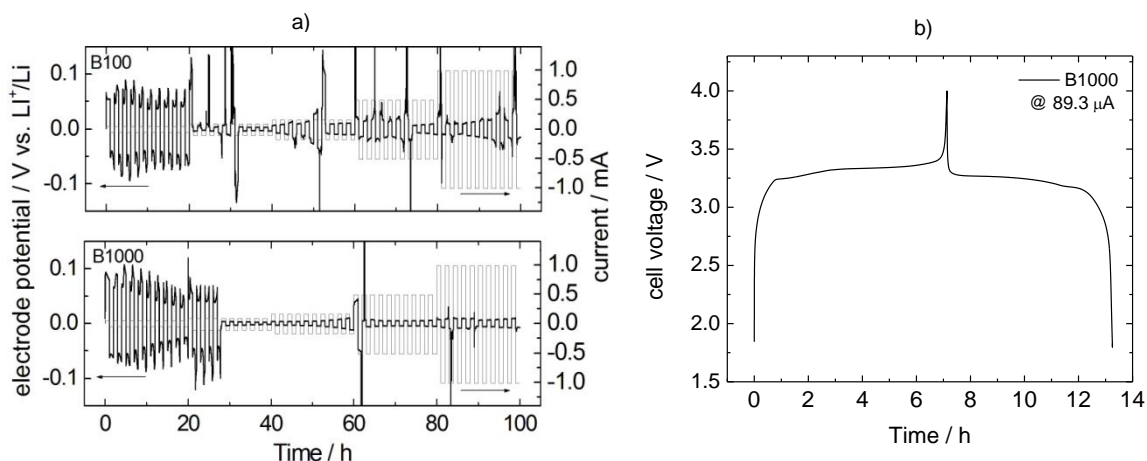 a)
b)
B100
0.1
0.0
-0.1
1.0
0.5
0.0
-0.5
-1.0
B1000
0.1
0.0
-0.1
1.0
0.5
0.0
-0.5
-1.0
0 20 40 60 80 100
Time / h
electrode potential / V vs. LI⁺/Li
current / mA
B1000
@ 89.3 µA
4.0
3.5
3.0
2.5
2.0
1.5
0 2 4 6 8 10 12 14
Time / h
cell voltage / V